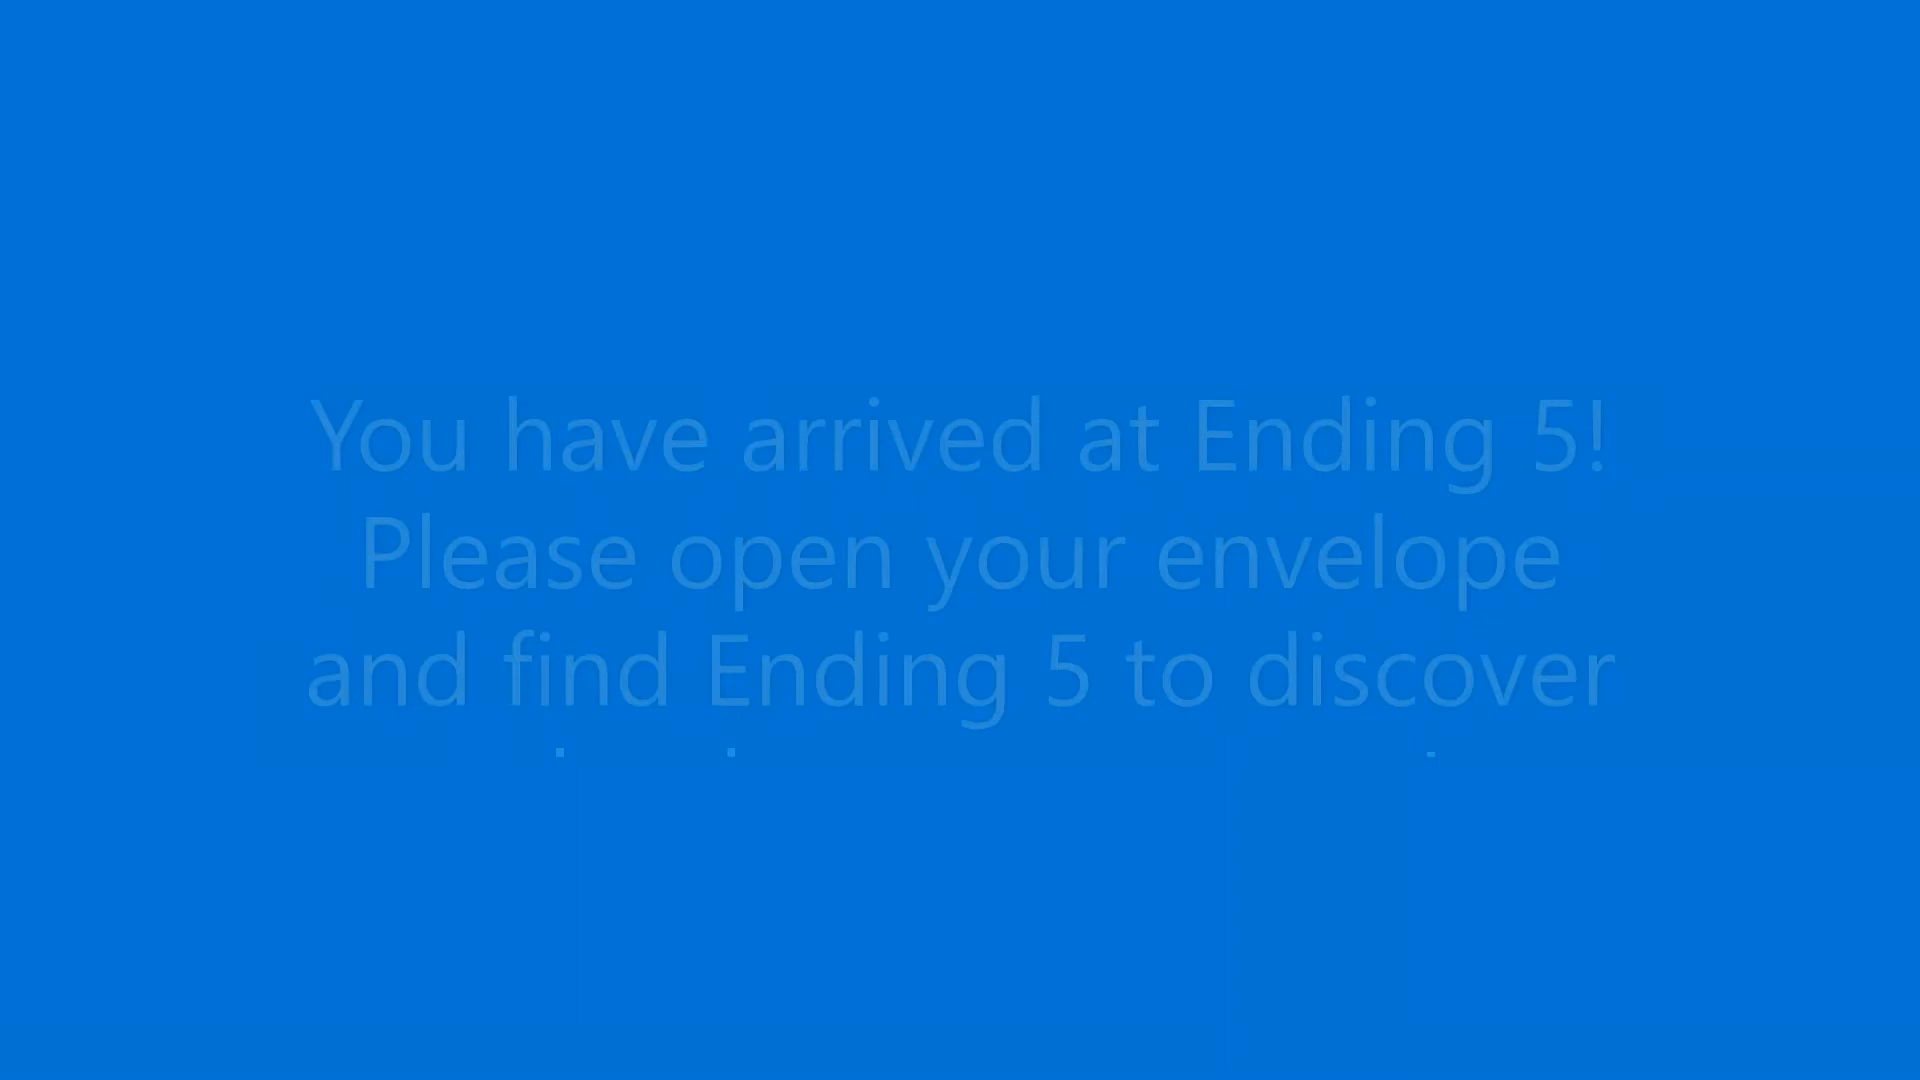 You have arrived at Ending 5!
Please open your envelope
and find Ending 5 to discover